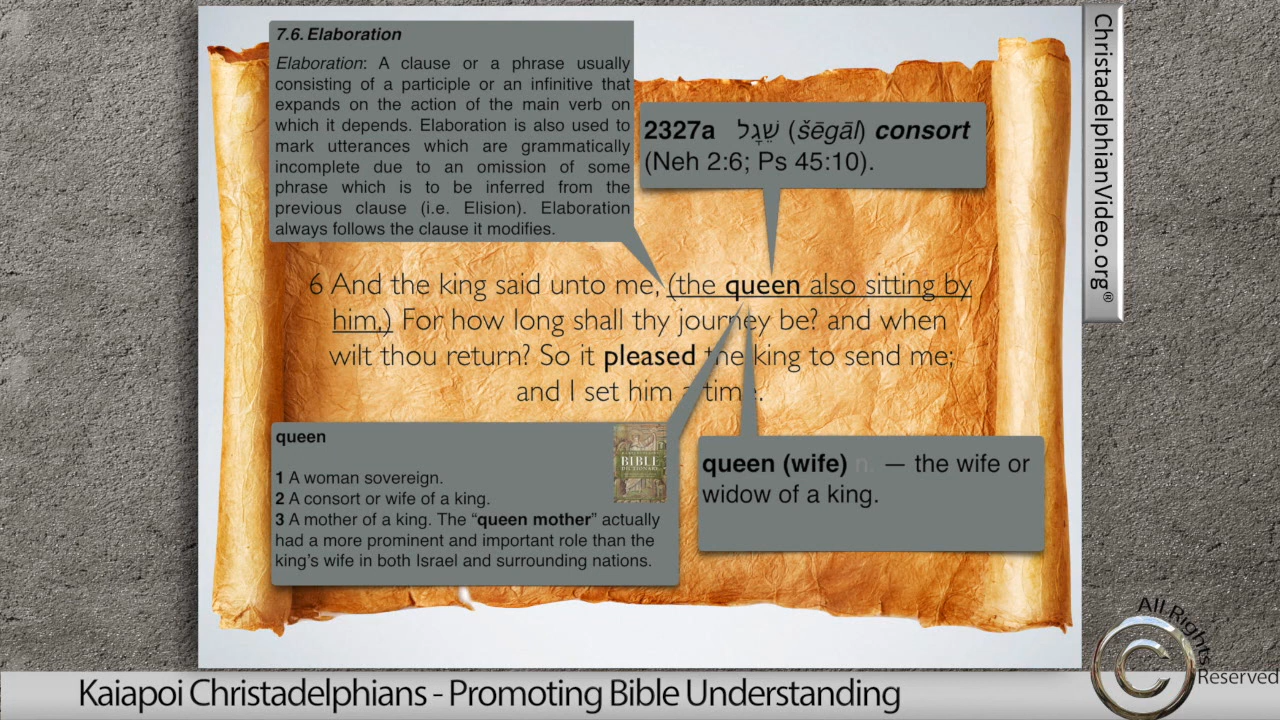 7.6. Elaboration
Elaboration: A clause or a phrase usually
consisting of a participle or an infinitive that
expands on the action of the main verb on
which it depends. Elaboration is also used to
mark utterances which are grammatically
incomplete due to an omission of some
phrase which is to be inferred from the
previous clause (i.e. Elision). Elaboration
always follows the clause it modifies.
2327a שֵׁגָל (šēgāl) consort
(Neh 2:6; Ps 45:10).
6 And the king said unto me, (the queen also sitting by
him,) For how long shall thy journey be? and when
wilt thou return? So it pleased the king to send me;
and I set him a time.
queen
1 A woman sovereign.
2 A consort or wife of a king.
3 A mother of a king. The “queen mother” actually
had a more prominent and important role than the
king’s wife in both Israel and surrounding nations.
BIBLE
DICTIONARY
queen (wife) n. — the wife or
widow of a king.
ChristadelphianVideo.org®
All Rights
Reserved
C
Kaiapoi Christadelphians - Promoting Bible Understanding